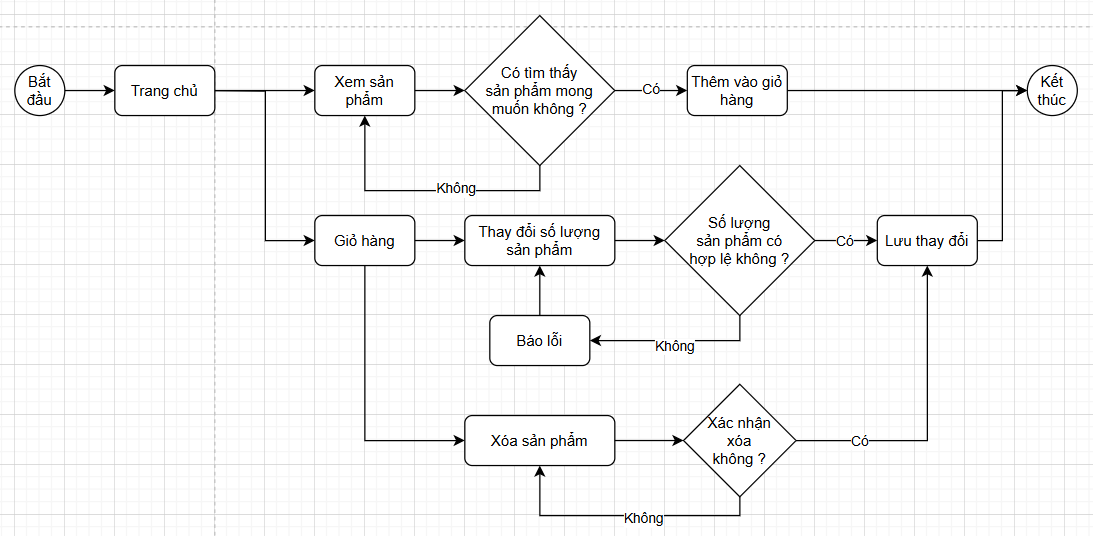 Bắt
đầu
Trang chủ
Xem sản
phẩm
Có tìm thấy
sản phẩm mong
muốn không ?
Có
Thêm vào giỏ
hàng
Kết
thúc
Không
Giỏ hàng
Thay đổi số lượng
sản phẩm
Số lượng
sản phẩm có
hợp lệ không ?
Có
Lưu thay đổi
Báo lỗi
Không
Xóa sản phẩm
Xác nhận
xóa
không ?
Có
Không